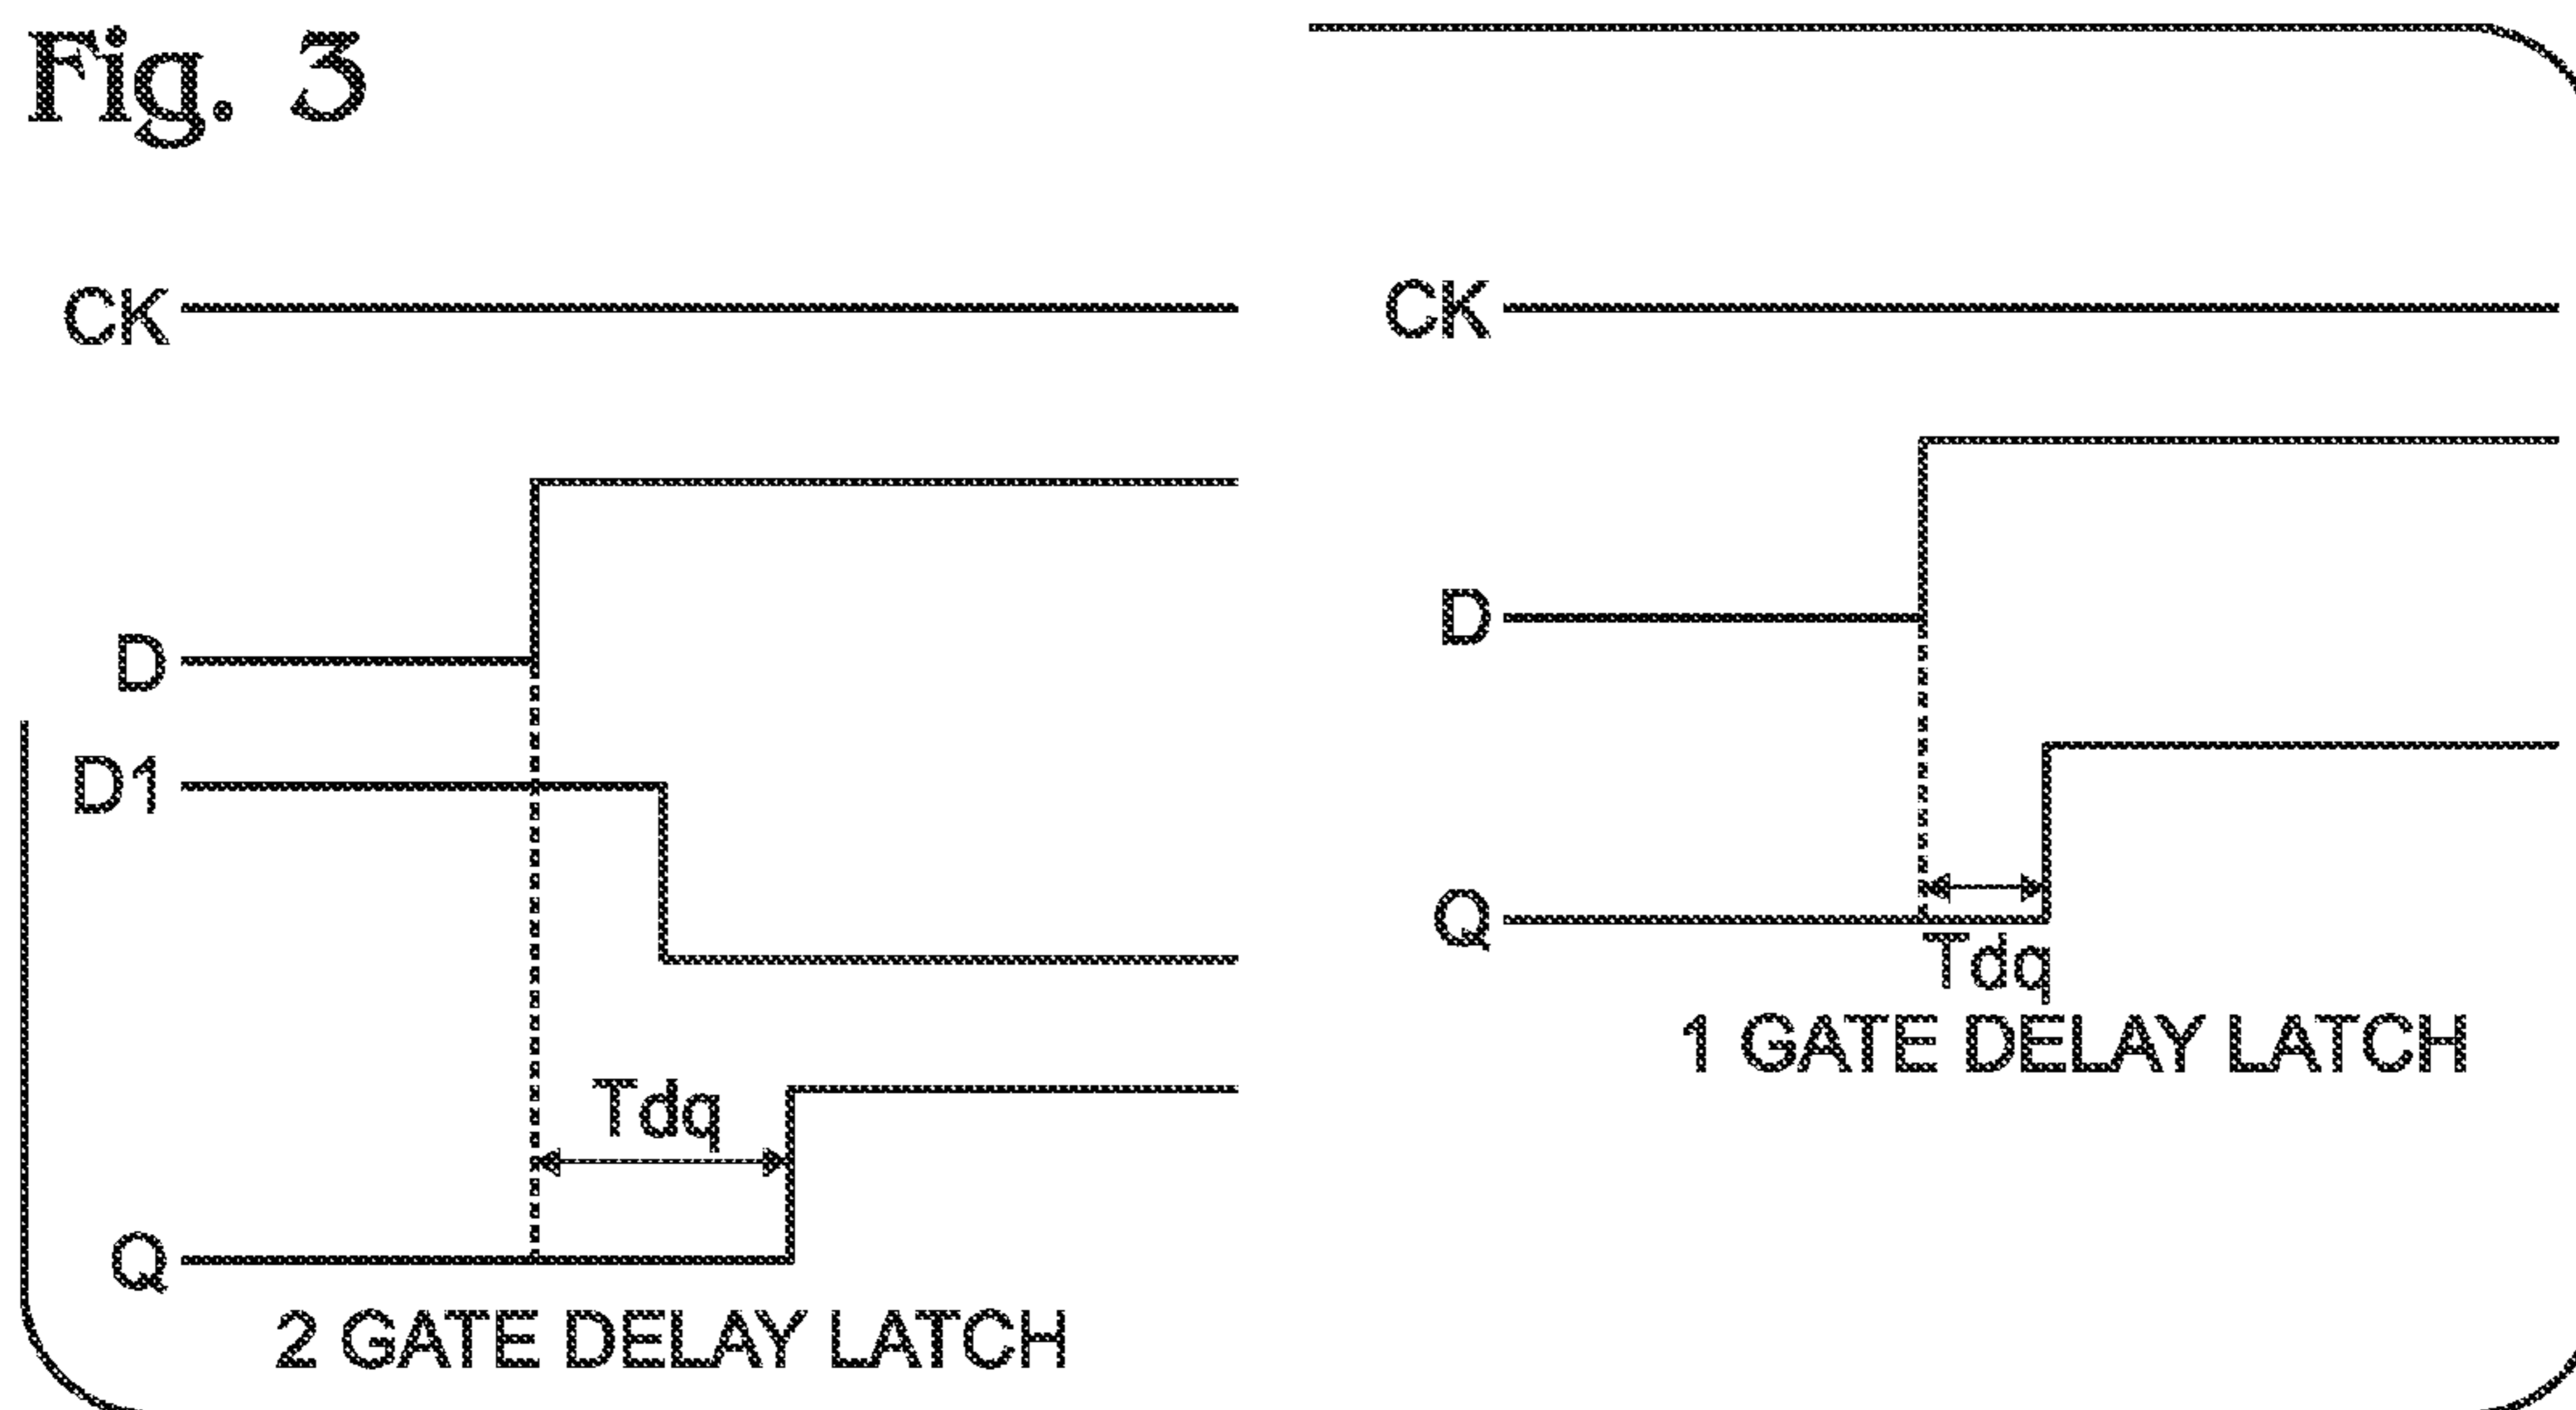 Fig. 3
CK
D
D1
Tdq
Q
2 GATE DELAY LATCH
CK
D
Q
Tdq
1 GATE DELAY LATCH